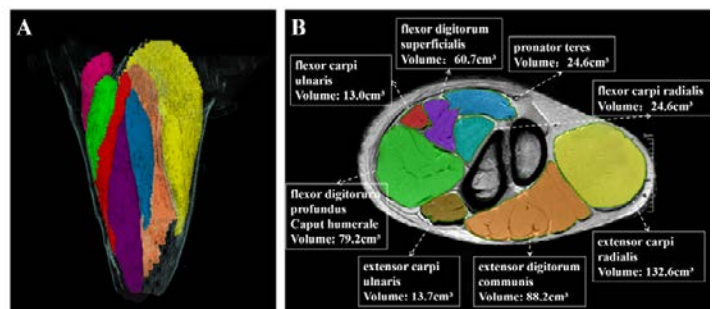 A
B
flexor digitorum
superficialis
Volume: 60.7cm³
pronator teres
Volume: 24.6cm³
flexor carpi
ulnaris
Volume: 13.0cm³
flexor carpi radialis
Volume: 24.6cm³
flexor digitorum
profundus
Caput humerale
Volume: 79.2cm³
extensor carpi
ulnaris
Volume: 13.7cm³
extensor digitorum
communis
Volume: 88.2cm³
extensor carpi
radialis
Volume: 132.6cm³